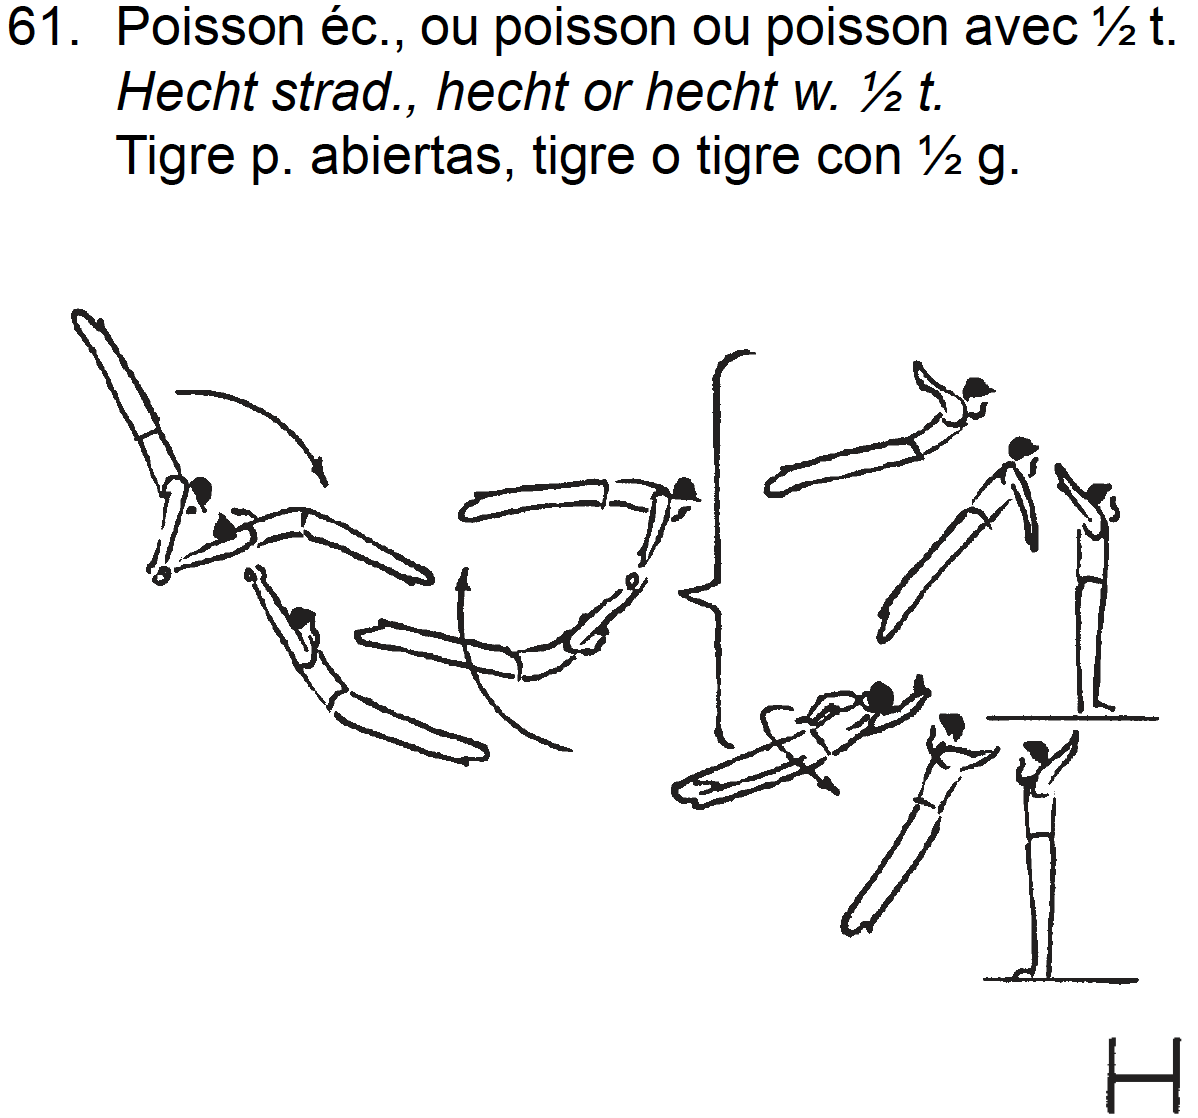 61. Poisson éc., ou poisson ou poisson avec ½ t.
Hecht strad., hecht or hecht w. ½ t.
Tigre p. abiertas, tigre o tigre con ½ g.